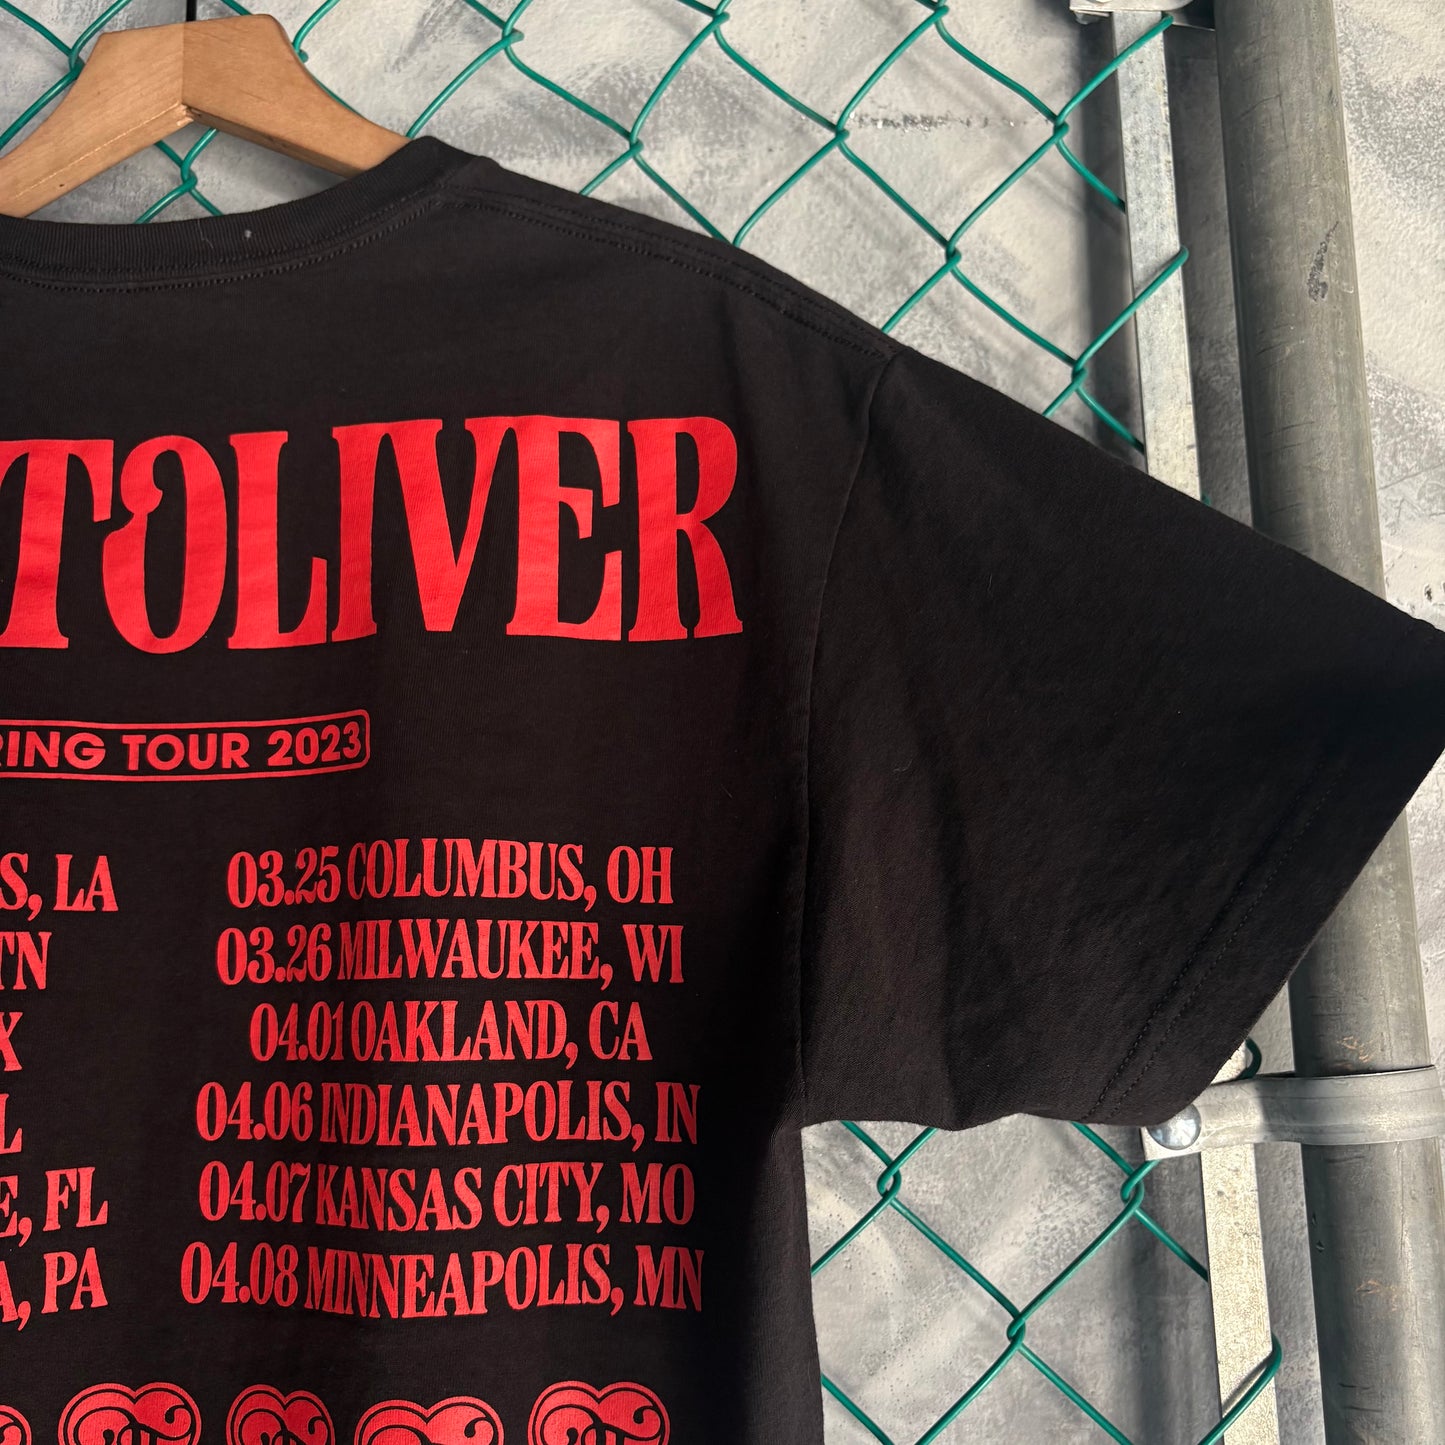 TOLIVER
RING TOUR 2023
S, LA
TN
X
L
E, FL
A, PA
03.25 COLUMBUS, OH
03.26 MILWAUKEE, WI
04.01 OAKLAND, CA
04.06 INDIANAPOLIS, IN
04.07 KANSAS CITY, MO
04.08 MINNEAPOLIS, MN